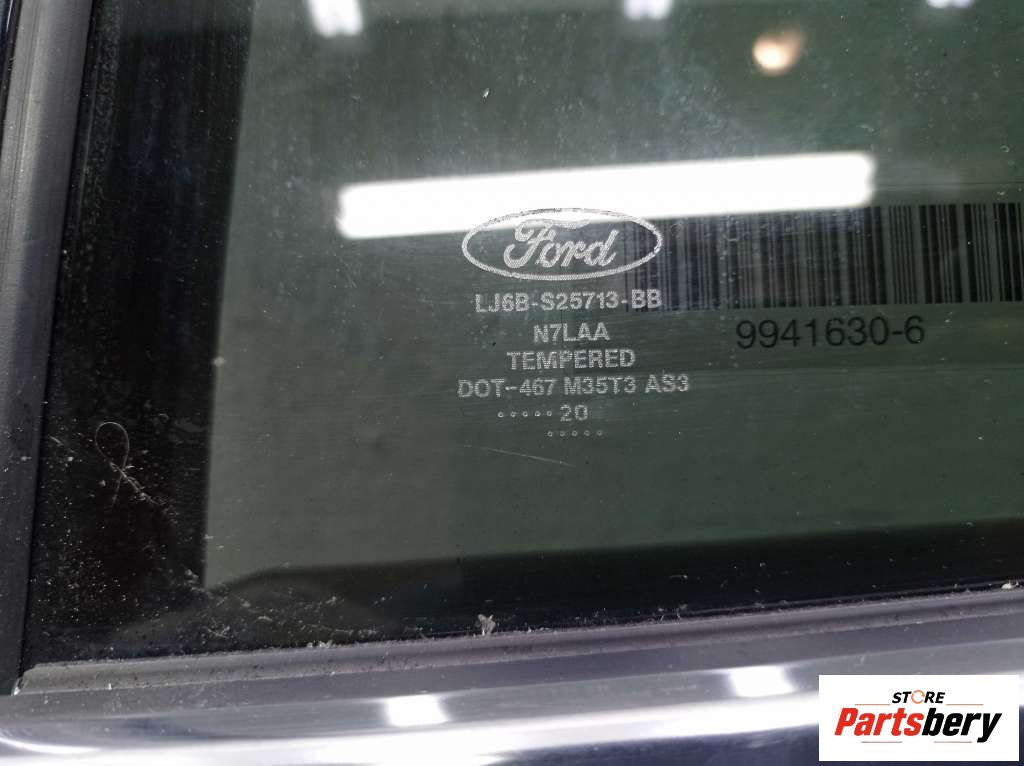 Ford
LJ6B-S25713-BB
N7LAA
TEMPERED
DOT-467 M35T3 AS3
..... 20
.....
9941630-6
STORE
Partsbery